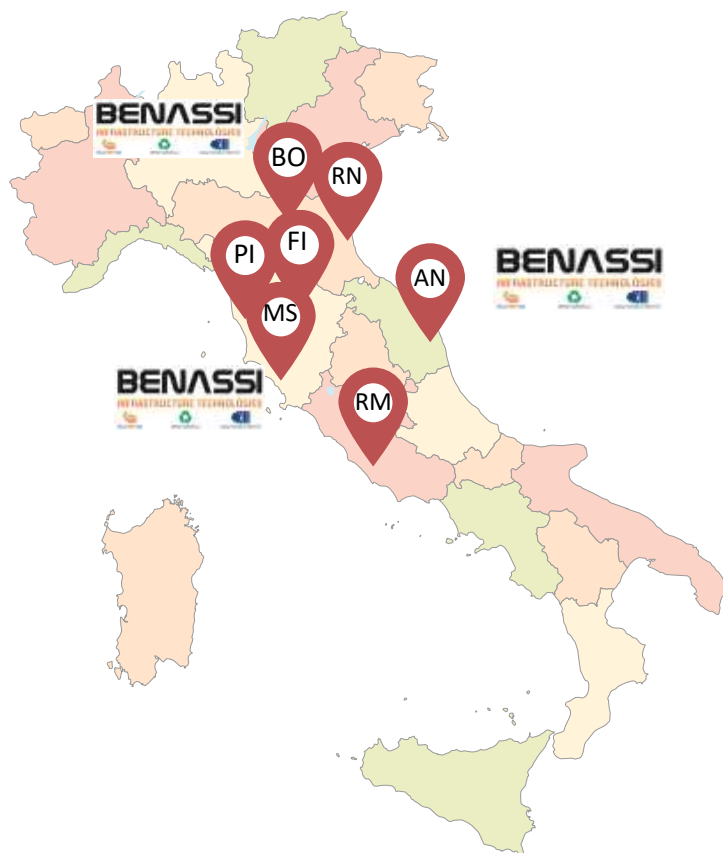 BENASSI
INFRASTRUCTURE TECHNOLOGIES
BO
RN
FI
PI
AN
BENASSI
INFRASTRUCTURE TECHNOLOGIES
MS
BENASSI
INFRASTRUCTURE TECHNOLOGIES
RM